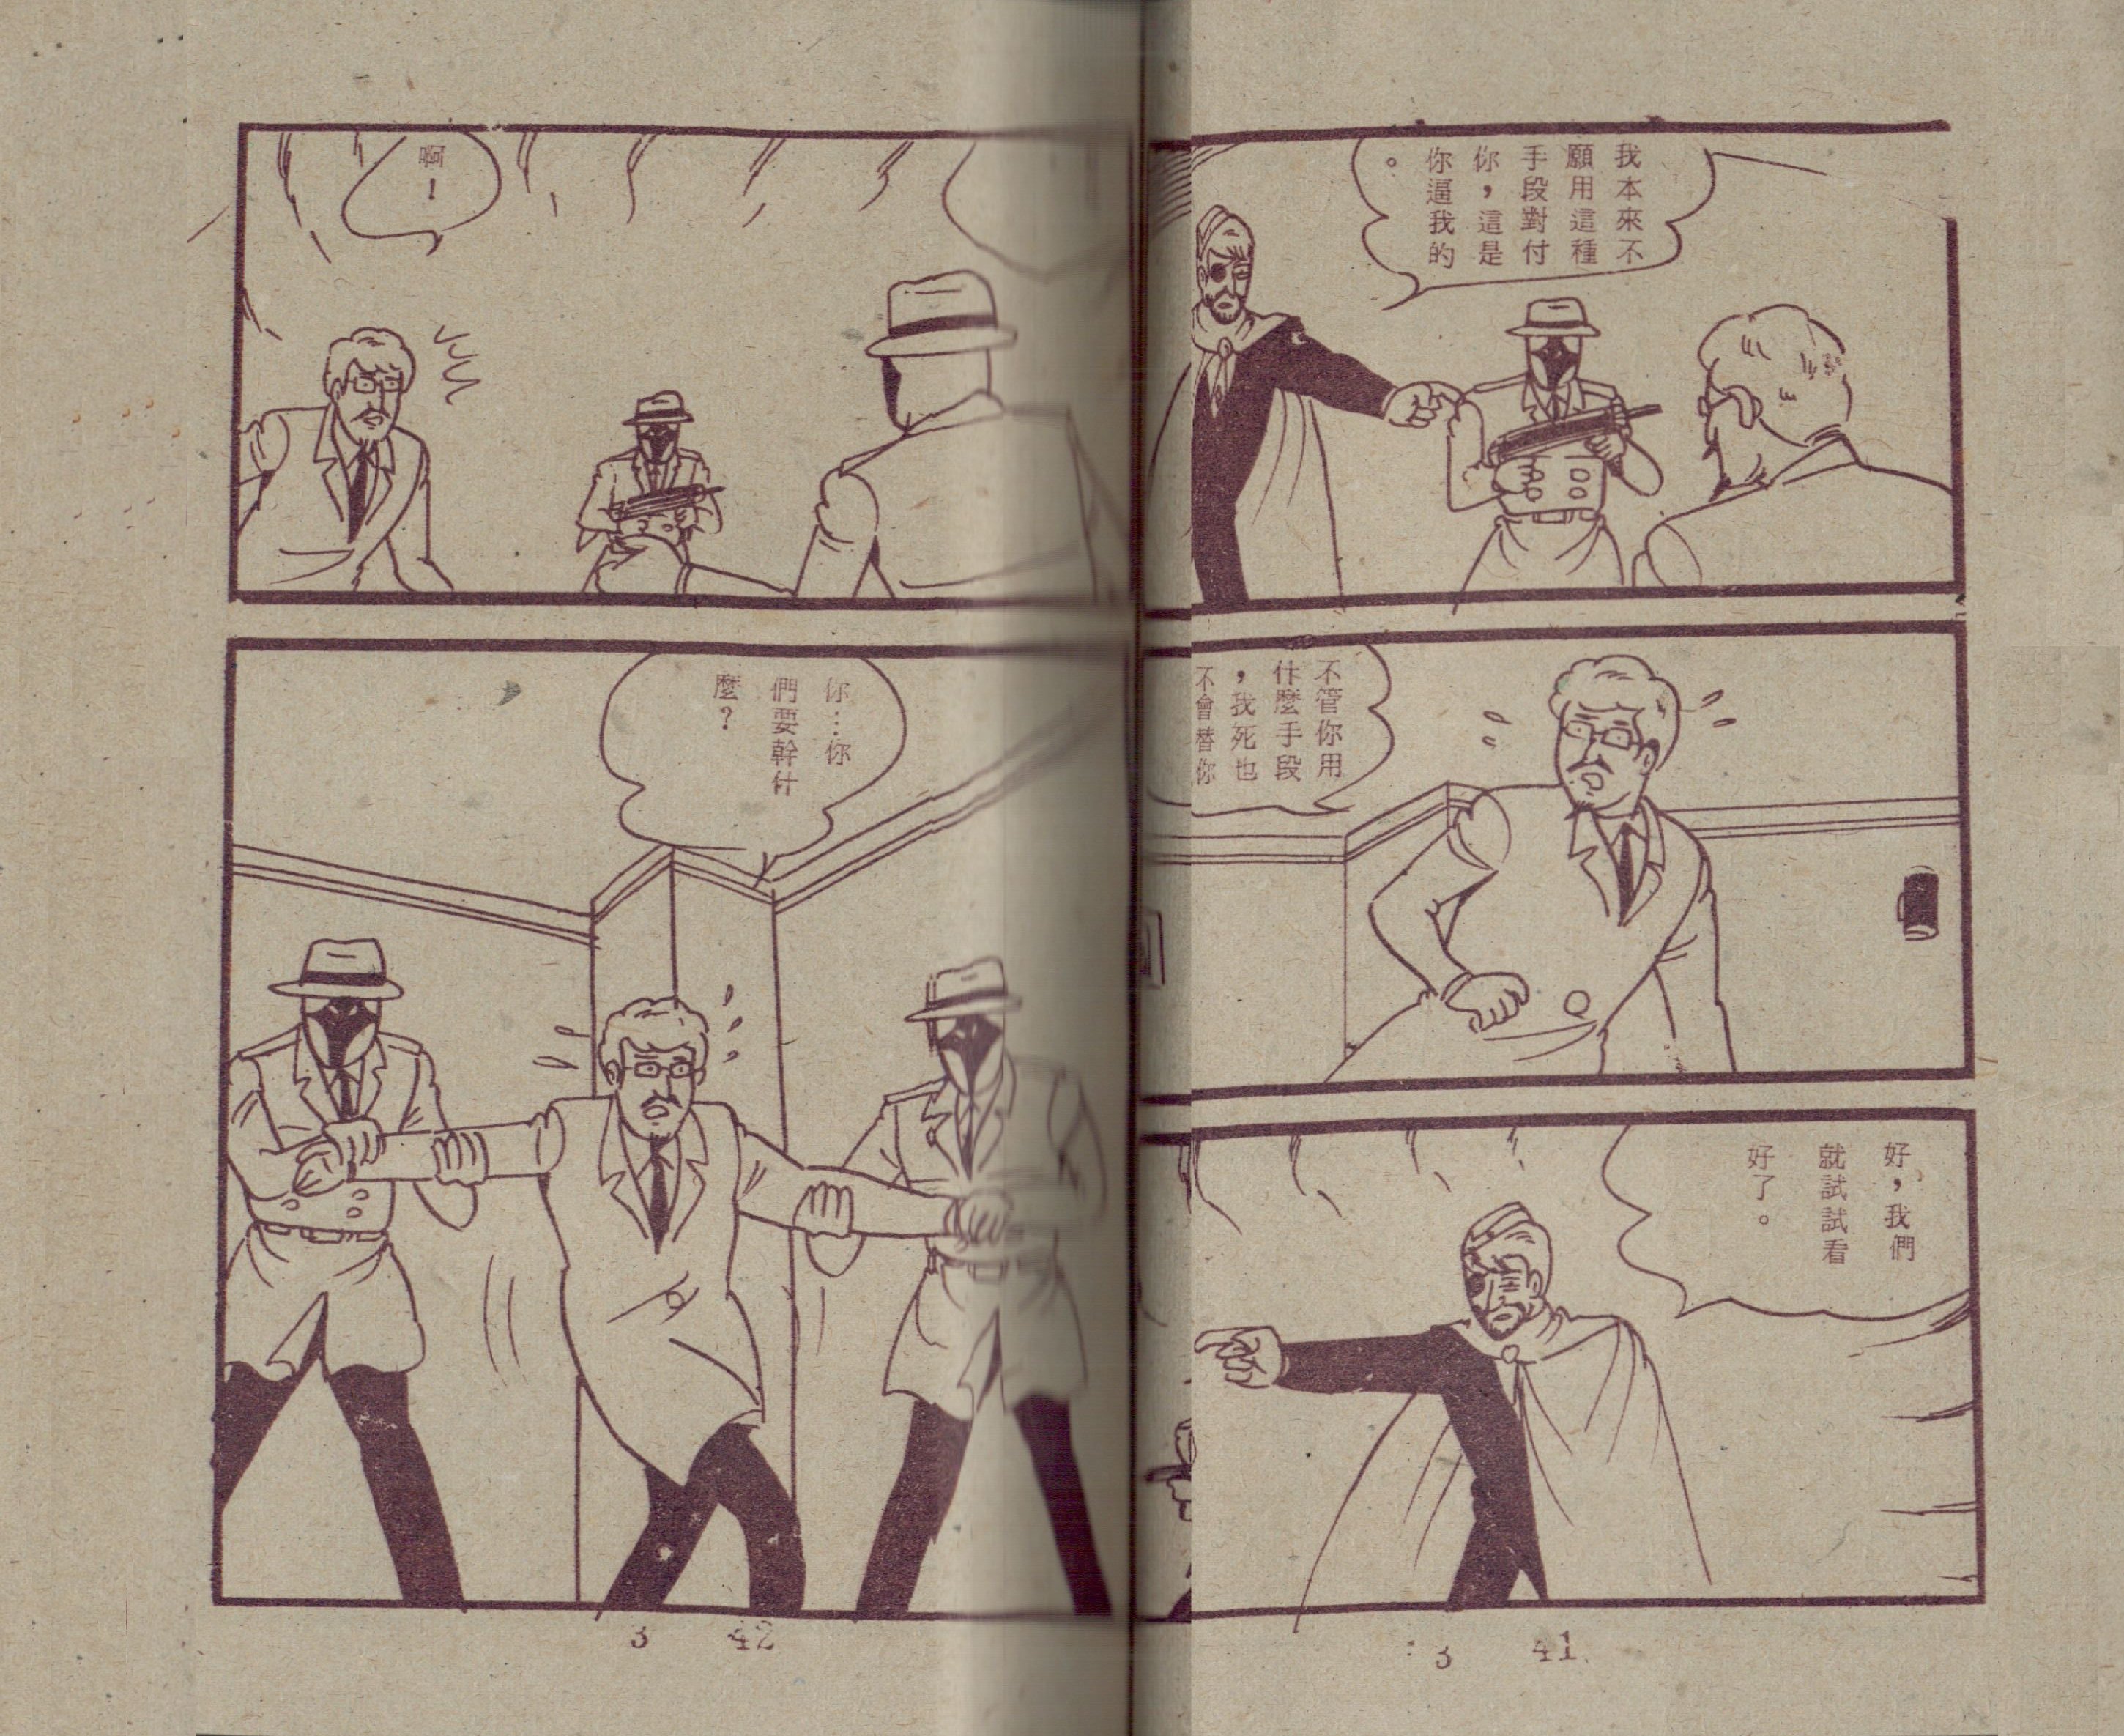 我本來不
願用這種
手段對付
你，這是
你逼我的
。
不管你用
什麼手段
，我死也
不會替你
好，我們
就試試看
好了。
3 41
啊！
你…你
們要幹什
麼？
3 42